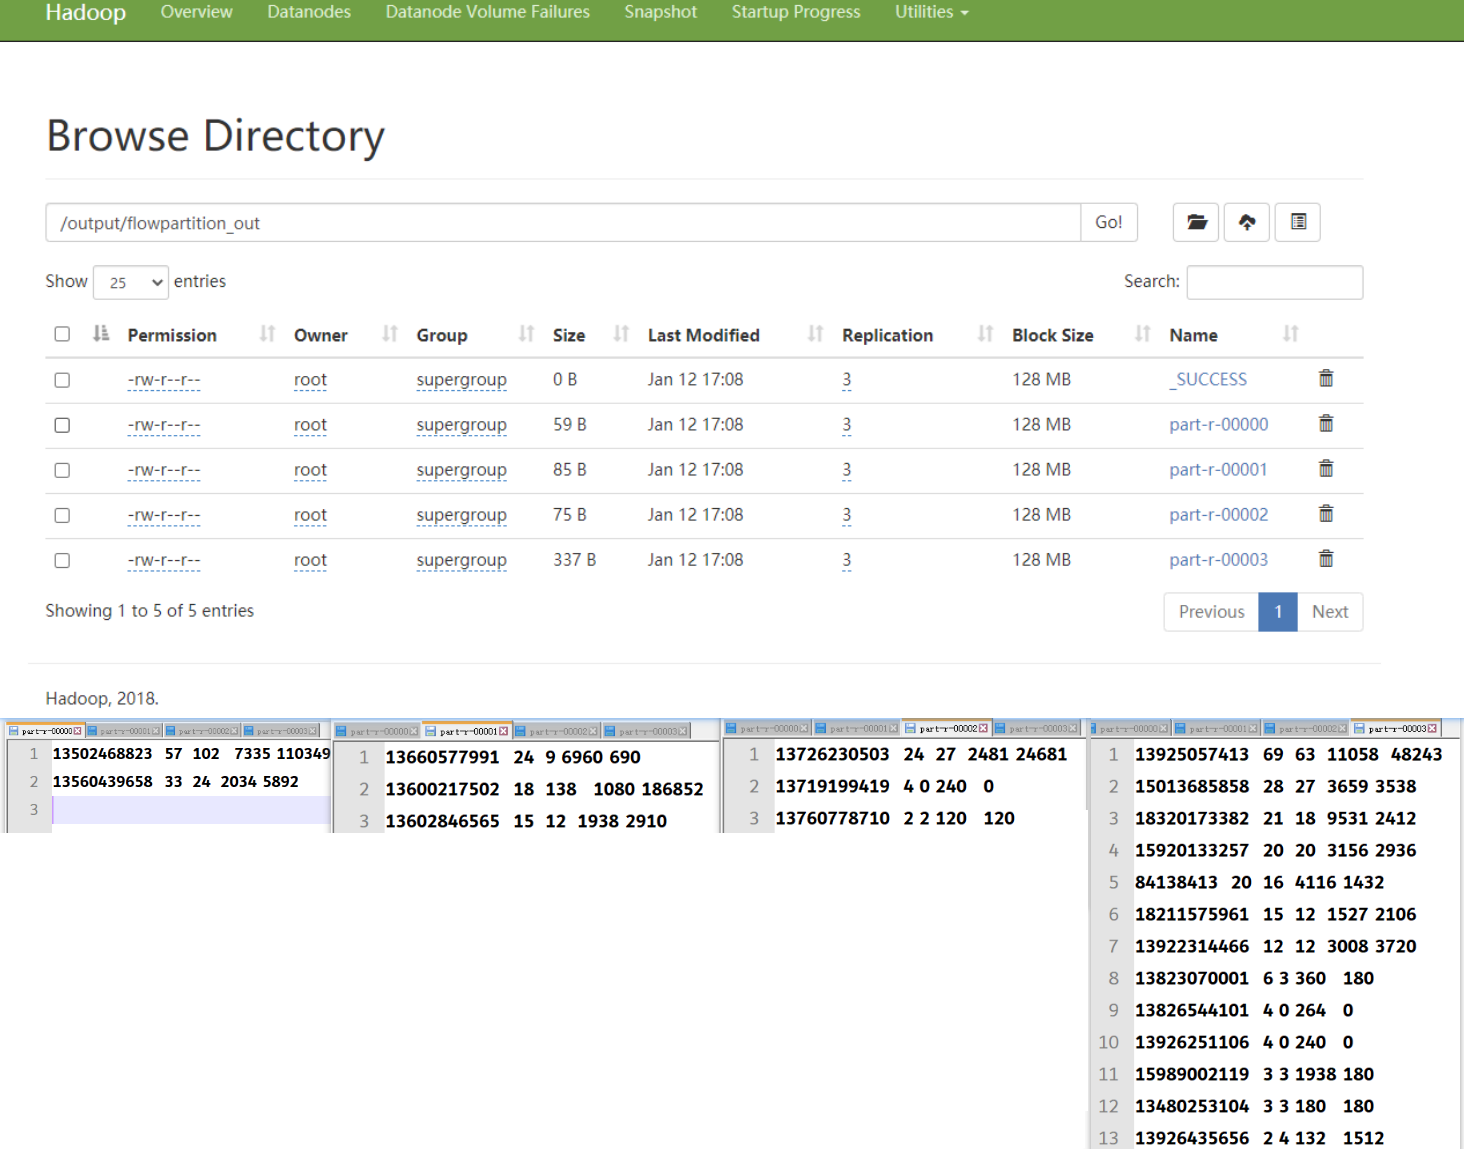 Hadoop Overview Datanodes Datanode Volume Failures Snapshot Startup Progress Utilities
Browse Directory
/output/flowpartition_out Go!
Show 25 entries Search:
Permission Owner Group Size Last Modified Replication Block Size Name
-rw-r--r-- root supergroup 0 B Jan 12 17:08 3 128 MB _SUCCESS
-rw-r--r-- root supergroup 59 B Jan 12 17:08 3 128 MB part-r-00000
-rw-r--r-- root supergroup 85 B Jan 12 17:08 3 128 MB part-r-00001
-rw-r--r-- root supergroup 75 B Jan 12 17:08 3 128 MB part-r-00002
-rw-r--r-- root supergroup 337 B Jan 12 17:08 3 128 MB part-r-00003
Showing 1 to 5 of 5 entries Previous 1 Next
Hadoop, 2018.
part-r-00000 part-r-00001 part-r-00002 part-r-00003
1 13502468823 57 102 7335 110349
2 13560439658 33 24 2034 5892
3
part-r-00000 part-r-00001 part-r-00002 part-r-00003
1 13660577991 24 9 6960 690
2 13600217502 18 138 1080 186852
3 13602846565 15 12 1938 2910
part-r-00000 part-r-00001 part-r-00002 part-r-00003
1 13726230503 24 27 2481 24681
2 13719199419 4 0 240 0
3 13760778710 2 2 120 120
part-r-00000 part-r-00001 part-r-00002 part-r-00003
1 13925057413 69 63 11058 48243
2 15013685858 28 27 3659 3538
3 18320173382 21 18 9531 2412
4 15920133257 20 20 3156 2936
5 84138413 20 16 4116 1432
6 18211575961 15 12 1527 2106
7 13922314466 12 12 3008 3720
8 13823070001 6 3 360 180
9 13826544101 4 0 264 0
10 13926251106 4 0 240 0
11 15989002119 3 3 1938 180
12 13480253104 3 3 180 180
13 13926435656 2 4 132 1512